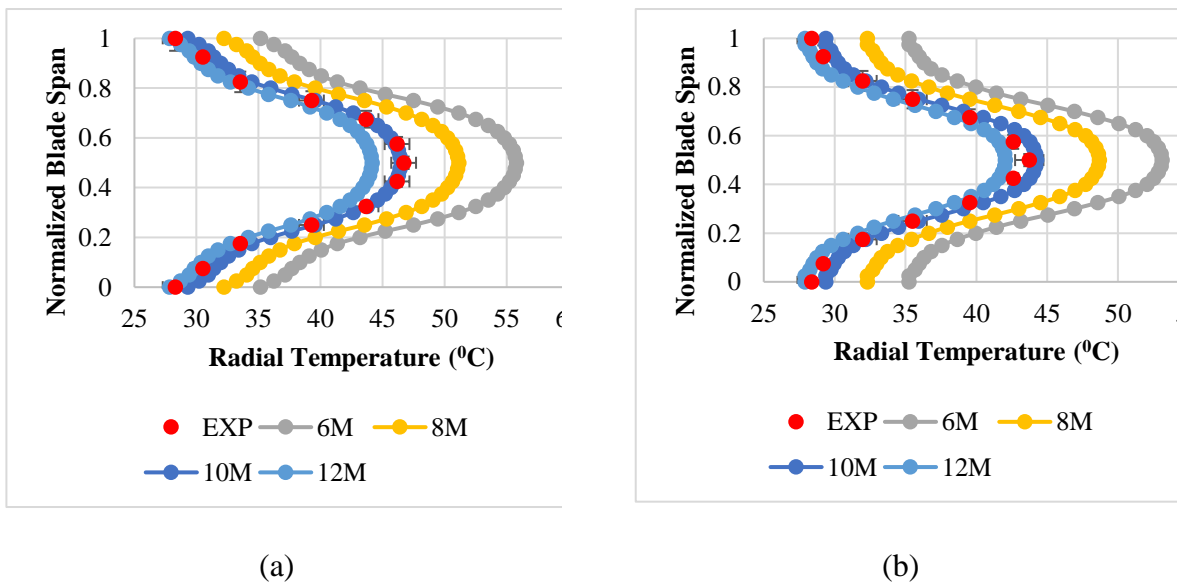 1
0.8
0.6
0.4
0.2
0
Normalized Blade Span
25 30 35 40 45 50 55 6
Radial Temperature (⁰C)
EXP 6M 8M
10M 12M
(a)
1
0.8
0.6
0.4
0.2
0
Normalized Blade Span
25 30 35 40 45 50 5
Radial Temperature (⁰C)
EXP 6M 8M
10M 12M
(b)